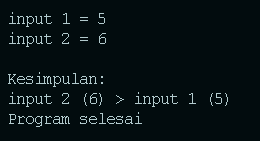 input 1 = 5
input 2 = 6
Kesimpulan:
input 2 (6) > input 1 (5)
Program selesai